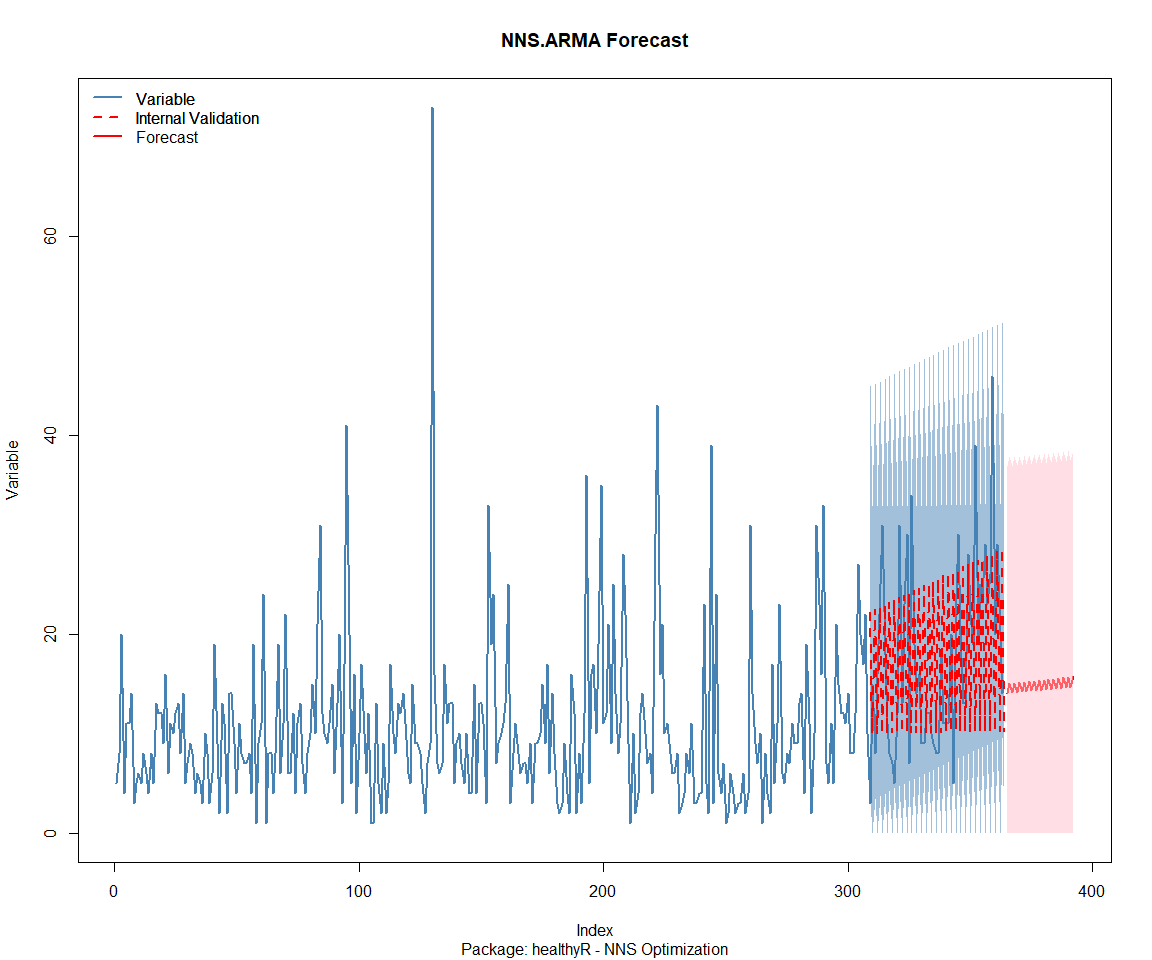 NNS.ARMA Forecast
Variable
Internal Validation
Forecast
Variable
60
40
20
0
0 100 200 300 400
Index
Package: healthyR - NNS Optimization